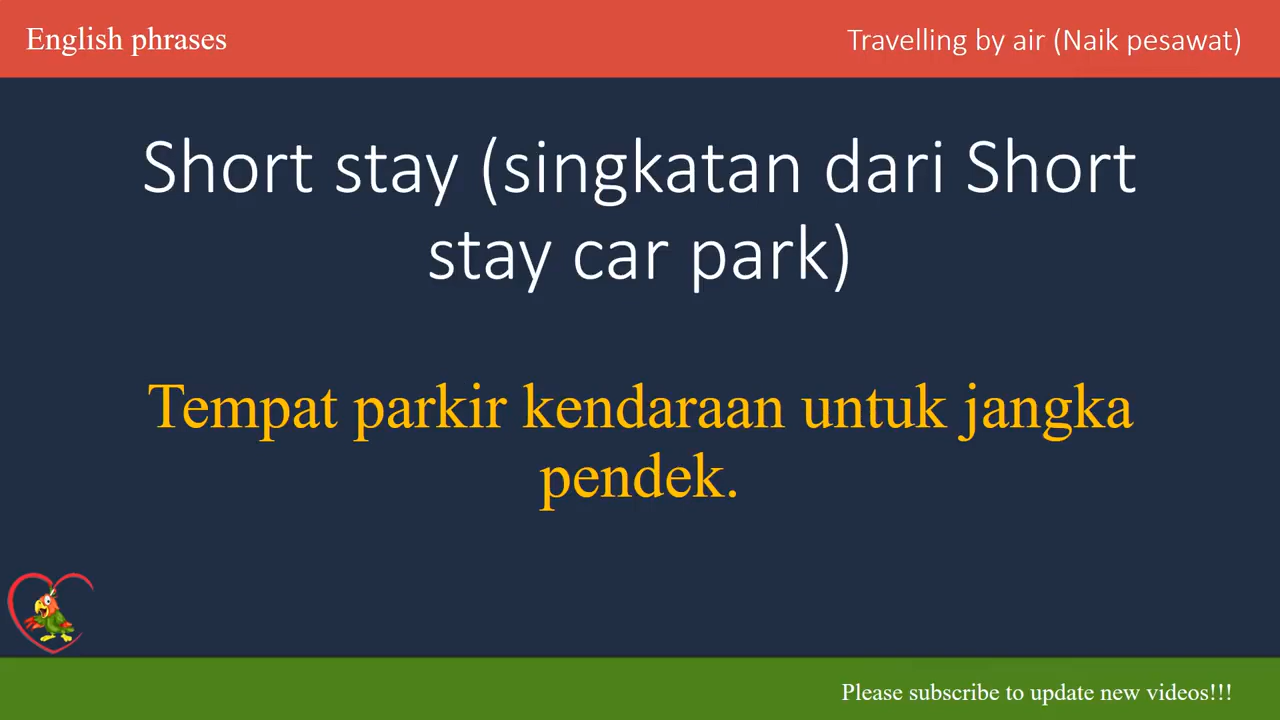 English phrases
Travelling by air (Naik pesawat)
Short stay (singkatan dari Short
stay car park)
Tempat parkir kendaraan untuk jangka
pendek.
Please subscribe to update new videos!!!